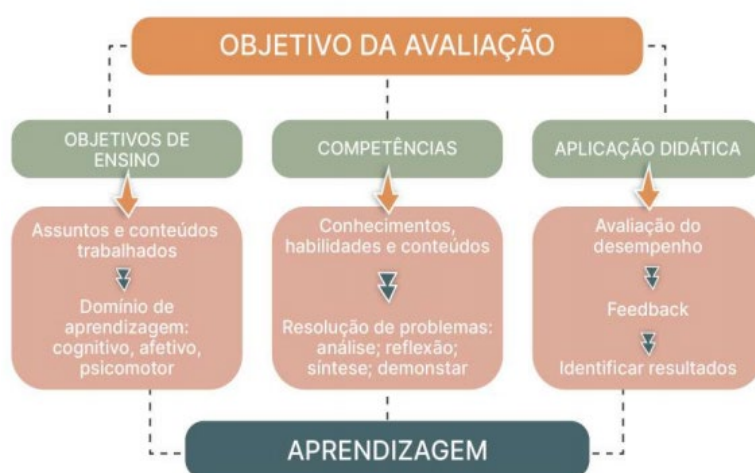 OBJETIVO DA AVALIAÇÃO
OBJETIVOS DE
ENSINO
Assuntos e conteúdos
trabalhados
Domínio de
aprendizagem:
cognitivo, afetivo,
psicomotor
COMPETÊNCIAS
Conhecimentos,
habilidades e conteúdos
Resolução de problemas:
análise; reflexão;
síntese; demonstar
APLICAÇÃO DIDÁTICA
Avaliação do
desempenho
Feedback
Identificar resultados
APRENDIZAGEM